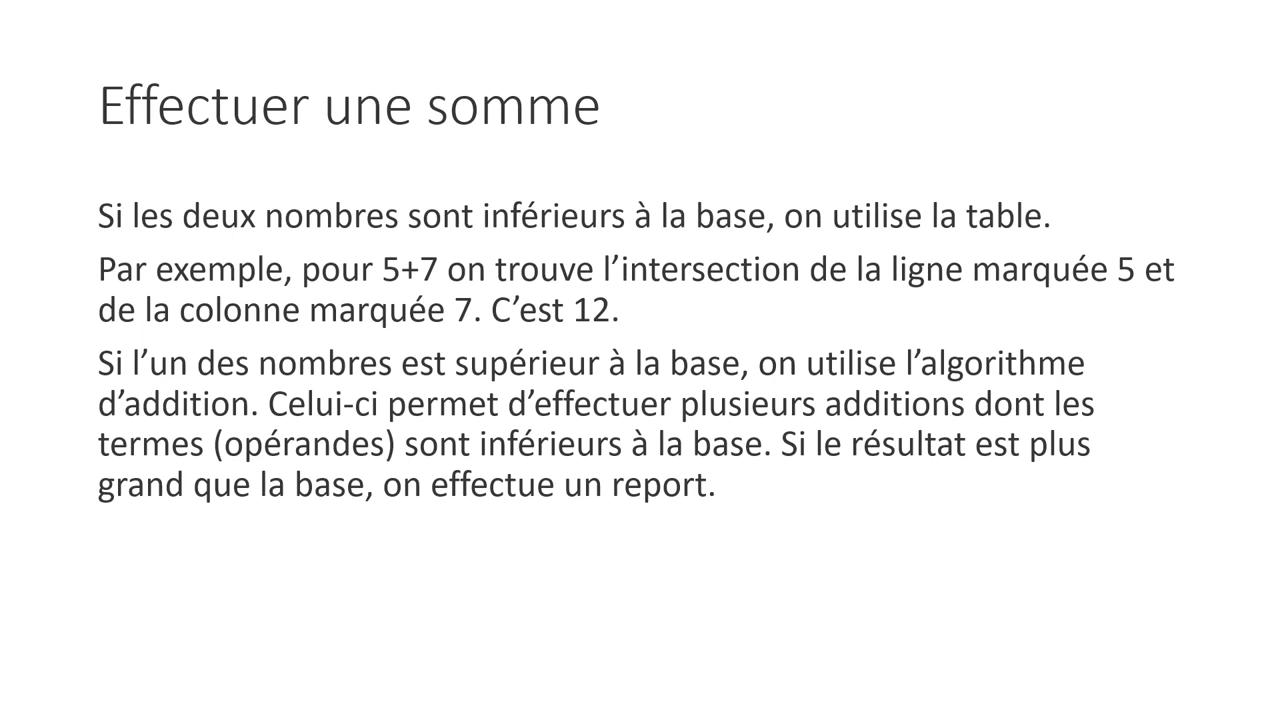 Effectuer une somme
Si les deux nombres sont inférieurs à la base, on utilise la table.
Par exemple, pour 5+7 on trouve l’intersection de la ligne marquée 5 et
de la colonne marquée 7. C’est 12.
Si l’un des nombres est supérieur à la base, on utilise l’algorithme
d’addition. Celui-ci permet d’effectuer plusieurs additions dont les
termes (opérandes) sont inférieurs à la base. Si le résultat est plus
grand que la base, on effectue un report.